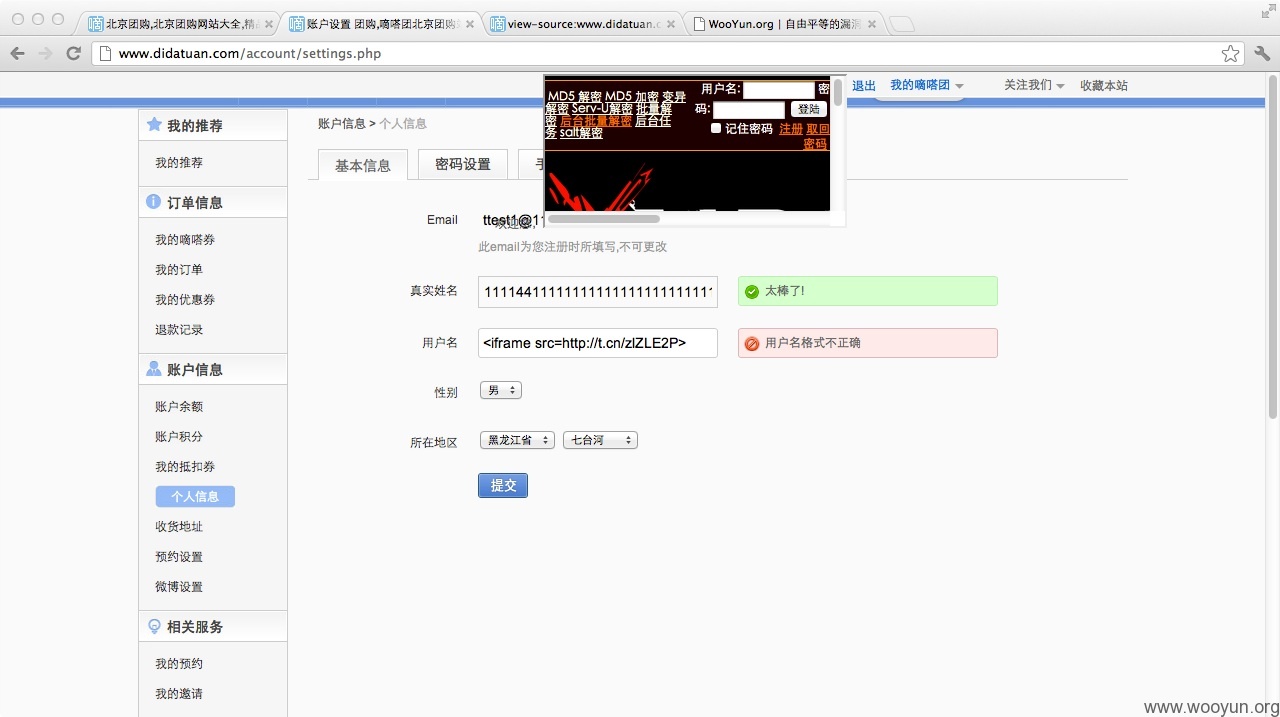 北京团购,北京团购网站大全,精品
账户设置 团购,嘀嗒团北京团购
view-source:www.didatuan.c
WooYun.org | 自由平等的漏洞
www.didatuan.com/account/settings.php
退出
我的嘀嗒团
关注我们
收藏本站
MD5 解密 MD5 加密 变异
解密 Serv-U解密 批量解
密 后台批量解密 后台任
务 salt解密
用户名:
密
码:
登陆
记住密码 注册 取回
密码
我的推荐
我的推荐
订单信息
我的嘀嗒券
我的订单
我的优惠券
退款记录
账户信息
账户余额
账户积分
我的抵扣券
个人信息
收货地址
预约设置
微博设置
相关服务
我的预约
我的邀请
账户信息 > 个人信息
基本信息
密码设置
手
Email
ttest1@1
欢迎您,
此email为您注册时所填写,不可更改
真实姓名
太棒了!
用户名
<iframe src=http://t.cn/zlZLE2P>
用户名格式不正确
性别
男
所在地区
黑龙江省
七台河
提交
www.wooyun.org